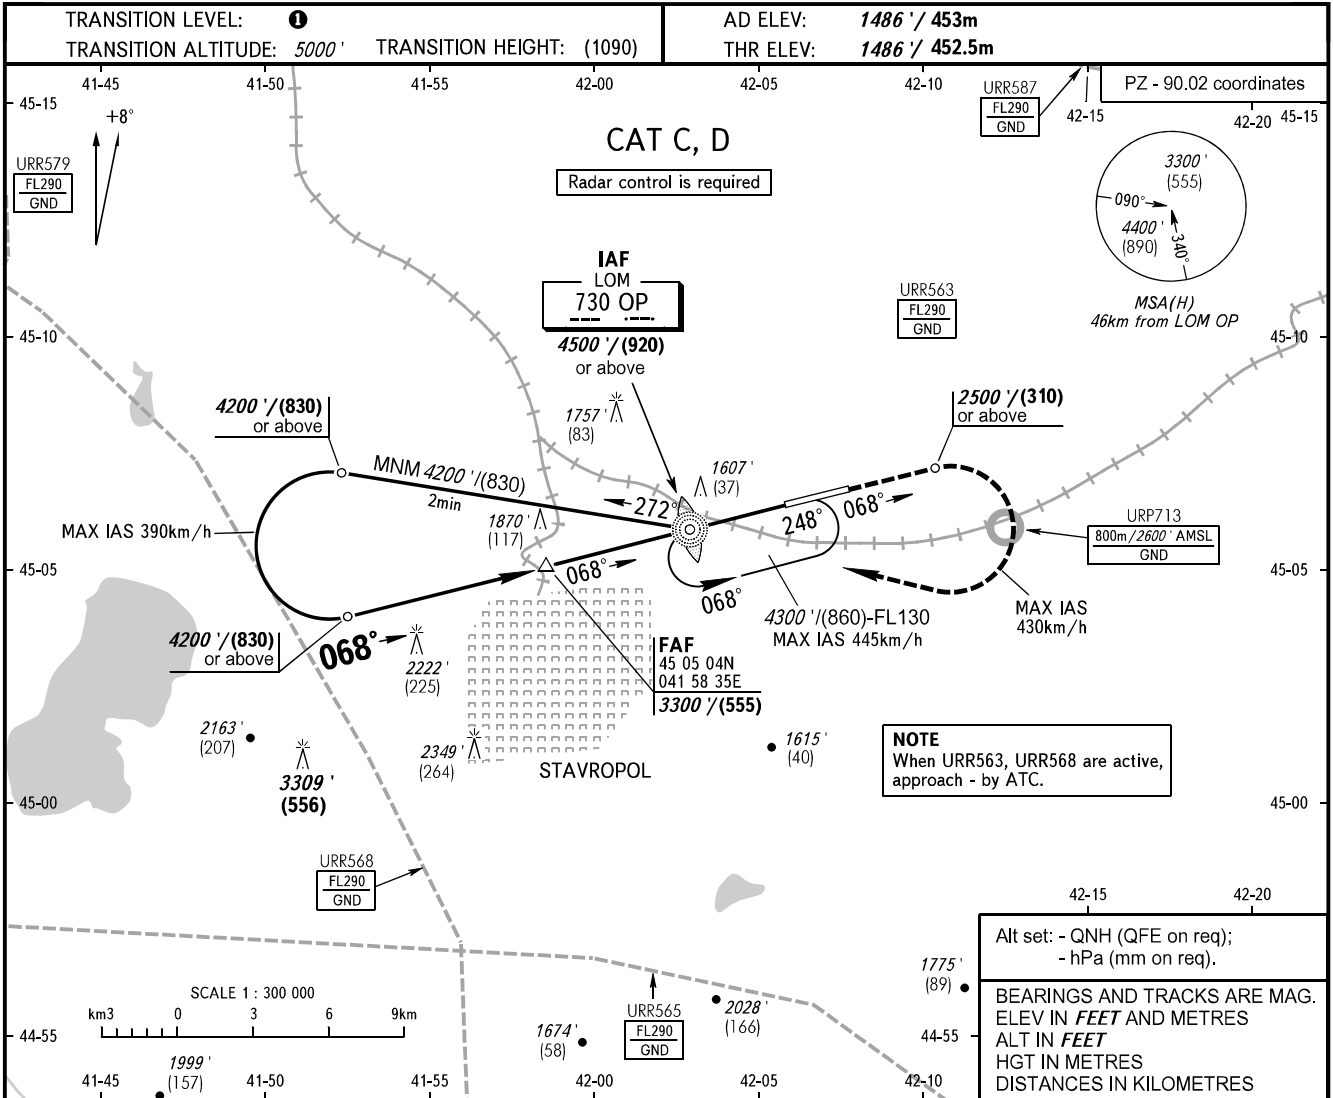 TRANSITION LEVEL: 1
TRANSITION ALTITUDE: 5000 ' TRANSITION HEIGHT: (1090)
AD ELEV: 1486 '/ 453m
THR ELEV: 1486 '/ 452.5m
41-45 41-50 41-55 42-00 42-05 42-10
PZ - 90.02 coordinates
45-15
42-15 42-20 45-15
+8°
URR587
FL290
GND
URR579
FL290
GND
CAT C, D
Radar control is required
3300 '
(555)
090°
4400 '
(890)
340°
MSA(H)
46km from LOM OP
IAF
LOM
730 OP
4500 '/(920)
or above
URR563
FL290
GND
45-10
45-10
4200 '/(830)
or above
1757 '
(83)
2500 '/(310)
or above
MNM 4200 '/(830)
2min
1607 '
(37)
272°
1870 '
(117)
248°
068°
MAX IAS 390km/h
URP713
800m/2600 ' AMSL
GND
45-05
45-05
068°
068°
4300 '/(860)-FL130
MAX IAS 445km/h
MAX IAS
430km/h
4200 '/(830)
or above
068°
2222 '
(225)
FAF
45 05 04N
041 58 35E
3300 '/(555)
2163 '
(207)
3309 '
(556)
2349 '
(264)
STAVROPOL
1615 '
(40)
NOTE
When URR563, URR568 are active,
approach - by ATC.
45-00
45-00
URR568
FL290
GND
42-15 42-20
Alt set: - QNH (QFE on req);
- hPa (mm on req).
1775 '
(89)
SCALE 1 : 300 000
km3 0 3 6 9km
URR565
FL290
GND
2028 '
(166)
1674 '
(58)
44-55
44-55
1999 '
(157)
41-45 41-50 41-55 42-00 42-05 42-10
BEARINGS AND TRACKS ARE MAG.
ELEV IN FEET AND METRES
ALT IN FEET
HGT IN METRES
DISTANCES IN KILOMETRES